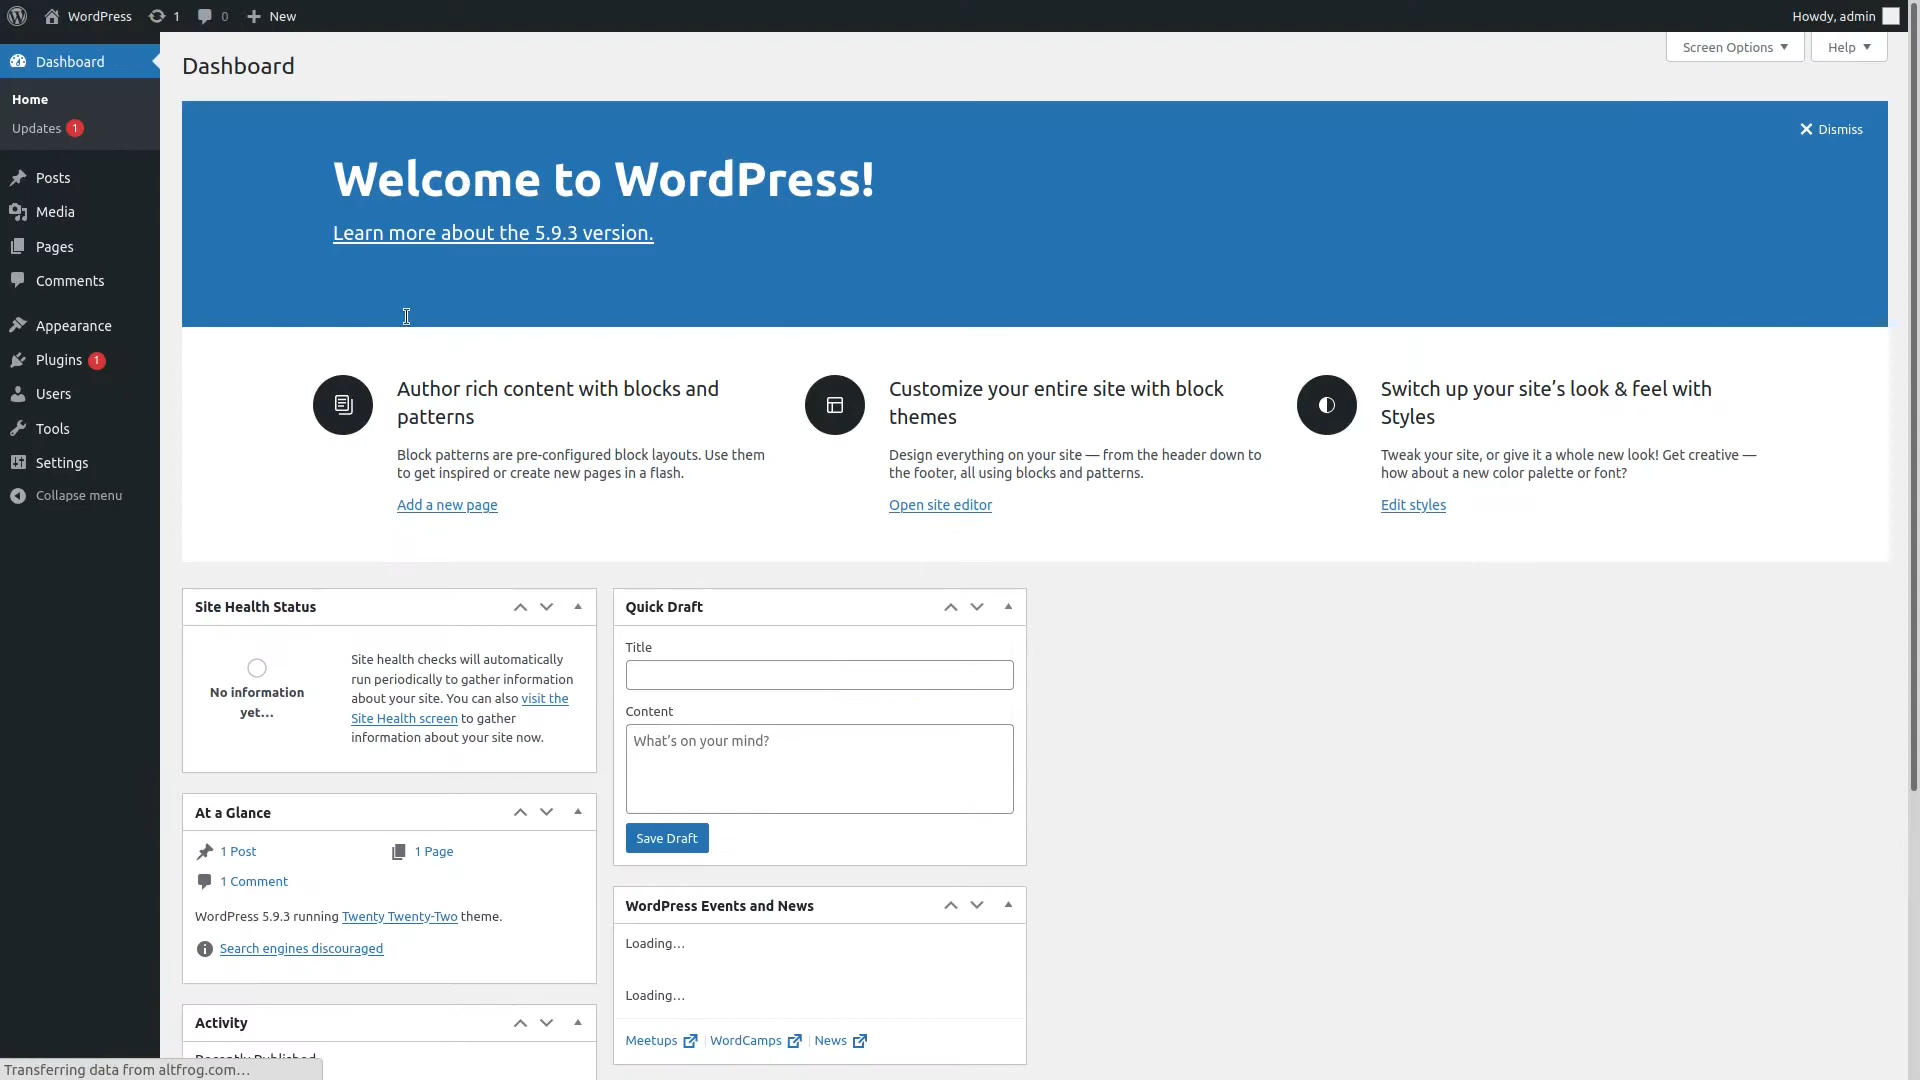 WordPress 1 0 New Howdy, admin
Dashboard
Home
Updates 1
Posts
Media
Pages
Comments
Appearance
Plugins 1
Users
Tools
Settings
Collapse menu
Screen Options Help
Dashboard
Dismiss
Welcome to WordPress!
Learn more about the 5.9.3 version.
Author rich content with blocks and
patterns
Block patterns are pre-configured block layouts. Use them
to get inspired or create new pages in a flash.
Add a new page
Customize your entire site with block
themes
Design everything on your site — from the header down to
the footer, all using blocks and patterns.
Open site editor
Switch up your site’s look & feel with
Styles
Tweak your site, or give it a whole new look! Get creative —
how about a new color palette or font?
Edit styles
Site Health Status
No information
yet…
Site health checks will automatically
run periodically to gather information
about your site. You can also visit the
Site Health screen to gather
information about your site now.
At a Glance
1 Post
1 Page
1 Comment
WordPress 5.9.3 running Twenty Twenty-Two theme.
Search engines discouraged
Activity
Recently Published
Quick Draft
Title
Content
What’s on your mind?
Save Draft
WordPress Events and News
Loading…
Loading…
Meetups WordCamps News
Transferring data from altfrog.com…